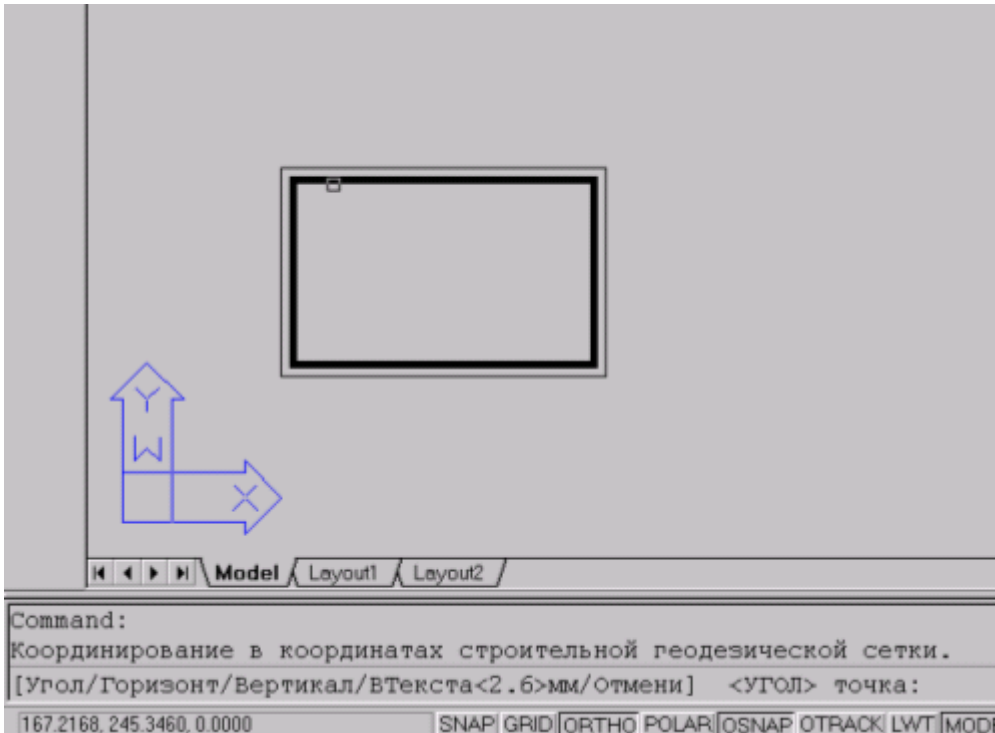 Y
W
X
Model Layout1 Layout2
Command:
Координирование в координатах строительной геодезической сетки.
[Угол/Горизонт/Вертикал/ВТекста<2.6>мм/Отмени] <УГОЛ> точка:
167.2168, 245.3460, 0.0000 SNAP GRID ORTHO POLAR OSNAP OTRACK LWT MODE